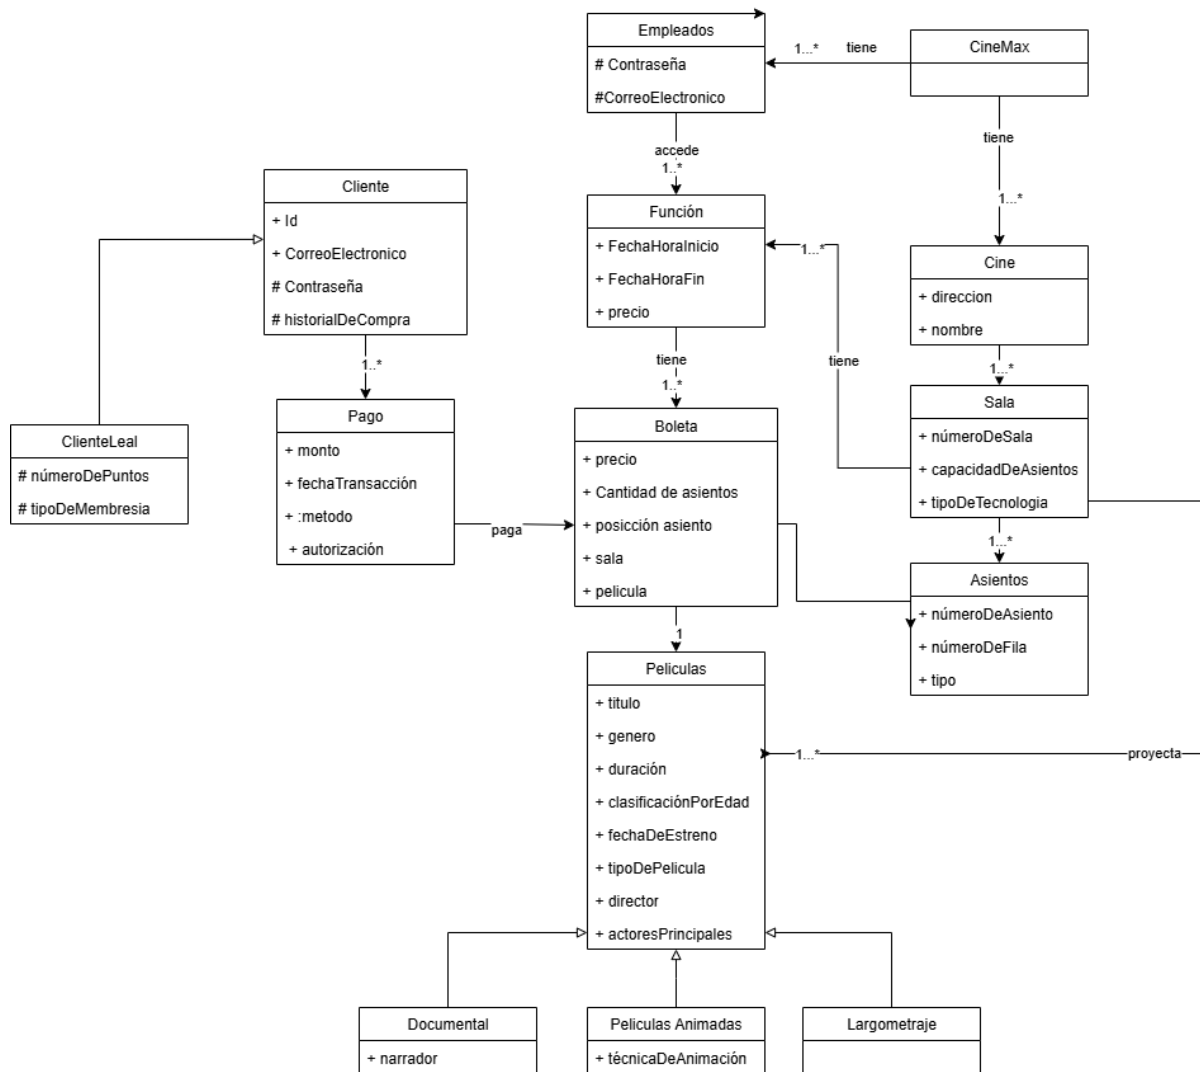 Empleados
# Contraseña
#CorreoElectronico
1...*
tiene
CineMax
accede
1..*
tiene
1...*
Cliente
+ Id
+ CorreoElectronico
# Contraseña
# historialDeCompra
1..*
Función
+ FechaHoraInicio
+ FechaHoraFin
+ precio
1...*
tiene
Cine
+ direccion
+ nombre
1...*
tiene
1..*
ClienteLeal
# númeroDePuntos
# tipoDeMembresia
Pago
+ monto
+ fechaTransacción
+ :metodo
+ autorización
paga
Boleta
+ precio
+ Cantidad de asientos
+ posicción asiento
+ sala
+ pelicula
1
Sala
+ númeroDeSala
+ capacidadDeAsientos
+ tipoDeTecnologia
1...*
Asientos
+ númeroDeAsiento
+ númeroDeFila
+ tipo
Peliculas
+ titulo
+ genero
+ duración
+ clasificaciónPorEdad
+ fechaDeEstreno
+ tipoDePelicula
+ director
+ actoresPrincipales
1...*
proyecta
Documental
+ narrador
Peliculas Animadas
+ técnicaDeAnimación
Largometraje